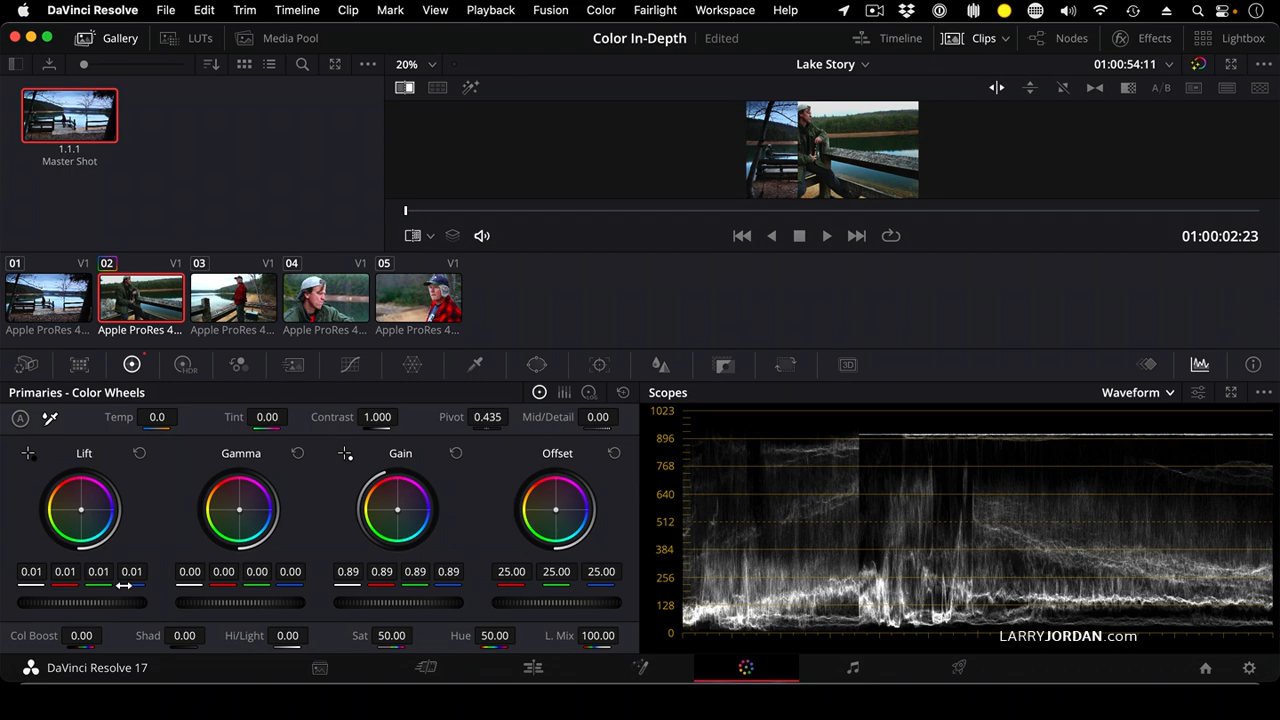 DaVinci Resolve File Edit Trim Timeline Clip Mark View Playback Fusion Color Fairlight Workspace Help
Gallery LUTs Media Pool Color In-Depth Edited Timeline Clips Nodes Effects Lightbox
20% Lake Story 01:00:54:11
A/B
1.1.1
Master Shot
01:00:02:23
01 V1 02 V1 03 V1 04 V1 05 V1
Apple ProRes 4... Apple ProRes 4... Apple ProRes 4... Apple ProRes 4... Apple ProRes 4...
HDR 3D
Primaries - Color Wheels LOG Scopes Waveform
A Temp 0.0 Tint 0.00 Contrast 1.000 Pivot 0.435 Mid/Detail 0.00
Lift Gamma Gain Offset
0.01 0.01 0.01 0.01 0.00 0.00 0.00 0.00 0.89 0.89 0.89 0.89 25.00 25.00 25.00
Col Boost 0.00 Shad 0.00 Hi/Light 0.00 Sat 50.00 Hue 50.00 L. Mix 100.00
1023
896
768
640
512
384
256
128
0
LARRYJORDAN.com
DaVinci Resolve 17